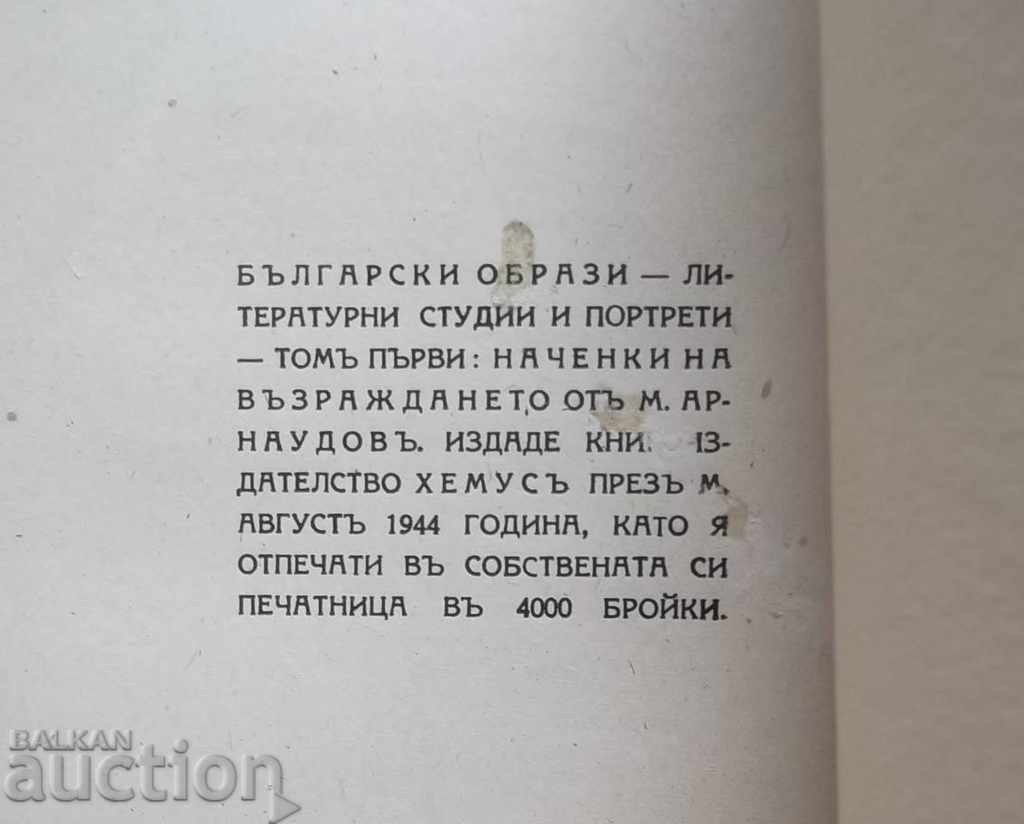 БЪЛГАРСКИ ОБРАЗИ — ЛИ-
ТЕРАТУРНИ СТУДИИ И ПОРТРЕТИ
— ТОМЪ ПЪРВИ: НАЧЕНКИ НА
ВЪЗРАЖДАНЕТО ОТЪ М. АР-
НАУДОВЪ. ИЗДАДЕ КНИ. ІЗ-
ДАТЕЛСТВО ХЕМУСЪ ПРЕЗЪ М.
АВГУСТЪ 1944 ГОДИНА, КАТО Я
ОТПЕЧАТИ ВЪ СОБСТВЕНАТА СИ
ПЕЧАТНИЦА ВЪ 4000 БРОЙКИ.
BALKAN
auction